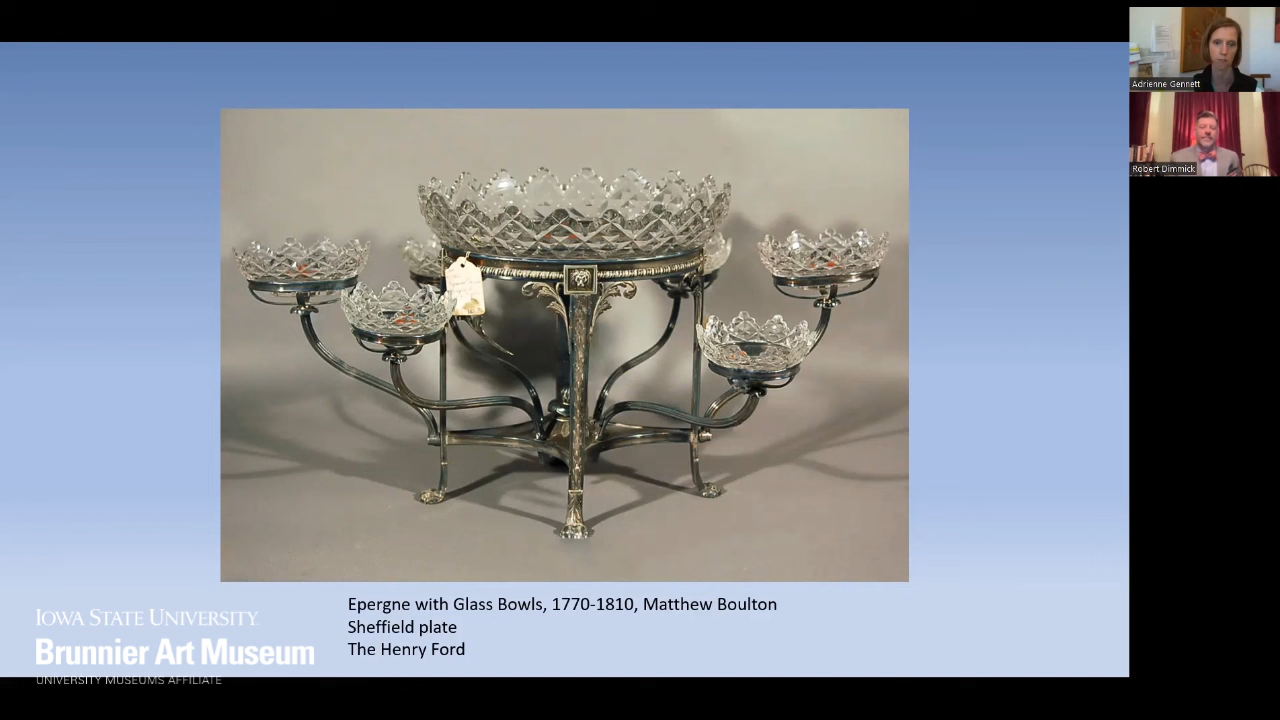 Adrienne Gennett
Robert Dimmick
Epergne with Glass Bowls, 1770-1810, Matthew Boulton
Sheffield plate
The Henry Ford
IOWA STATE UNIVERSITY
Brunnier Art Museum
UNIVERSITY MUSEUMS AFFILIATE